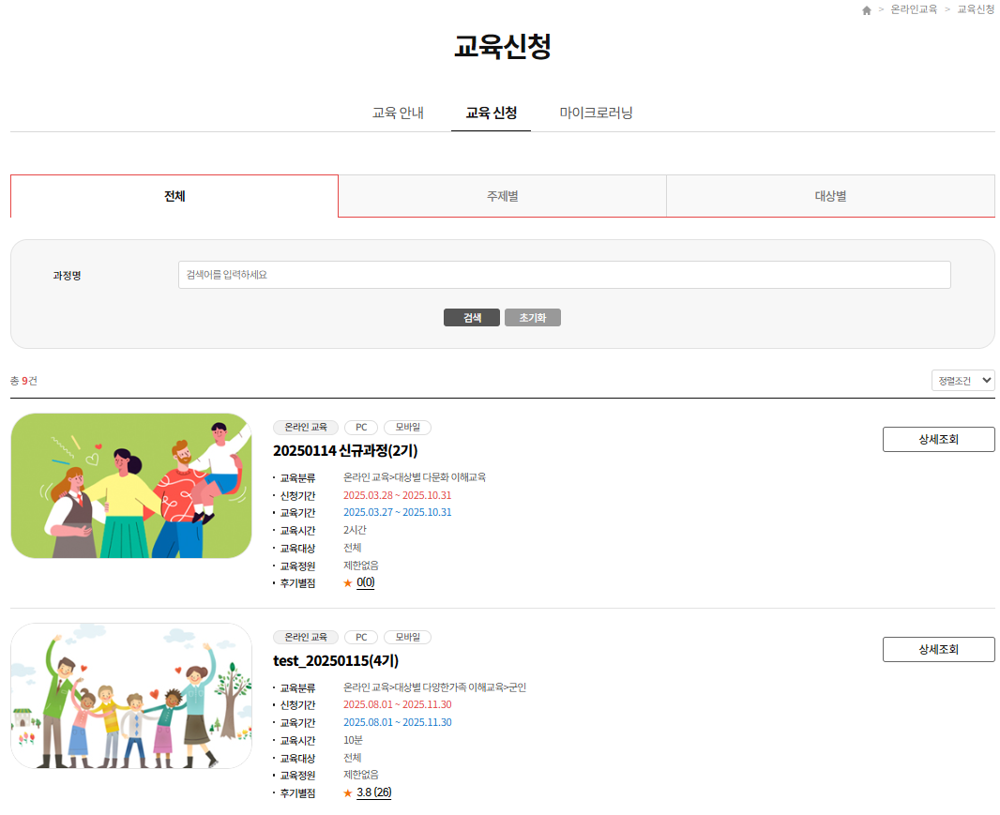 > 온라인교육 > 교육신청
교육신청
교육 안내 교육 신청 마이크로러닝
전체 주제별 대상별
과정명 검색어를 입력하세요
검색 초기화
총 9건 정렬조건
온라인 교육 PC 모바일
20250114 신규과정(2기) 상세조회
· 교육분류 온라인 교육>대상별 다문화 이해교육
· 신청기간 2025.03.28 ~ 2025.10.31
· 교육기간 2025.03.27 ~ 2025.10.31
· 교육시간 2시간
· 교육대상 전체
· 교육정원 제한없음
· 후기별점 ★ 0(0)
온라인 교육 PC 모바일
test_20250115(4기) 상세조회
· 교육분류 온라인 교육>대상별 다양한가족 이해교육>군인
· 신청기간 2025.08.01 ~ 2025.11.30
· 교육기간 2025.08.01 ~ 2025.11.30
· 교육시간 10분
· 교육대상 전체
· 교육정원 제한없음
· 후기별점 ★ 3.8 (26)